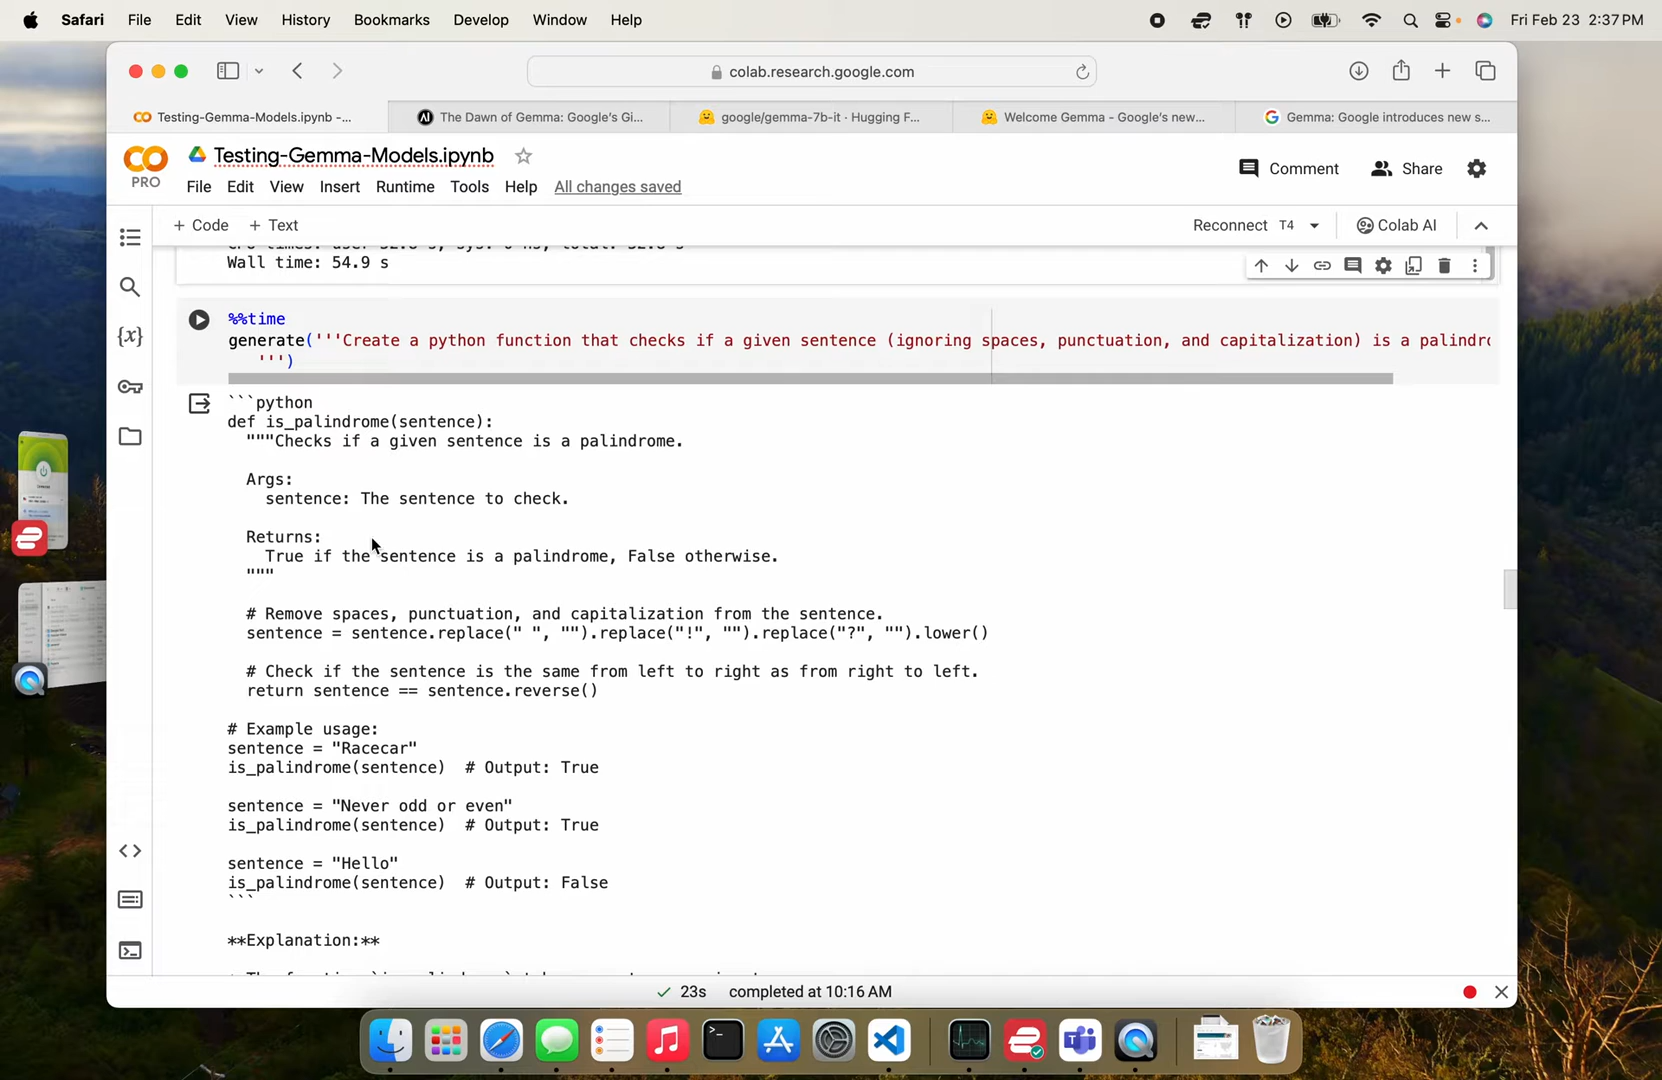 Safari File Edit View History Bookmarks Develop Window Help Fri Feb 23 2:37 PM
colab.research.google.com
Testing-Gemma-Models.ipynb -... The Dawn of Gemma: Google's Gi... google/gemma-7b-it · Hugging F... Welcome Gemma - Google's new... Gemma: Google introduces new s...
CO PRO Testing-Gemma-Models.ipynb Comment Share
File Edit View Insert Runtime Tools Help All changes saved
+ Code + Text Reconnect T4 Colab AI
Wall time: 54.9 s
%%time
generate('''Create a python function that checks if a given sentence (ignoring spaces, punctuation, and capitalization) is a palindro
''')
```python
def is_palindrome(sentence):
"""Checks if a given sentence is a palindrome.
Args:
sentence: The sentence to check.
Returns:
True if the sentence is a palindrome, False otherwise.
"""
# Remove spaces, punctuation, and capitalization from the sentence.
sentence = sentence.replace(" ", "").replace("!", "").replace("?", "").lower()
# Check if the sentence is the same from left to right as from right to left.
return sentence == sentence.reverse()
# Example usage:
sentence = "Racecar"
is_palindrome(sentence) # Output: True
sentence = "Never odd or even"
is_palindrome(sentence) # Output: True
sentence = "Hello"
is_palindrome(sentence) # Output: False
```
**Explanation:**
23s completed at 10:16 AM